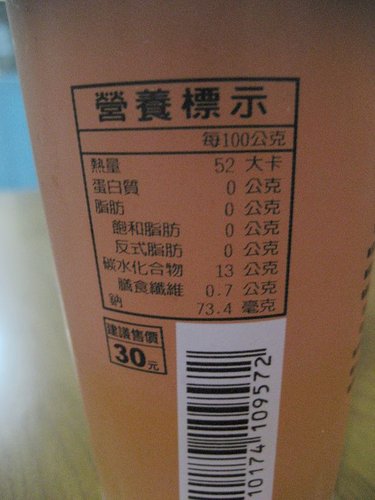 營養標示
每100公克
熱量 52 大卡
蛋白質 0 公克
脂肪 0 公克
飽和脂肪 0 公克
反式脂肪 0 公克
碳水化合物 13 公克
膳食纖維 0.7 公克
鈉 73.4 毫克
建議售價
30元
10174 109572